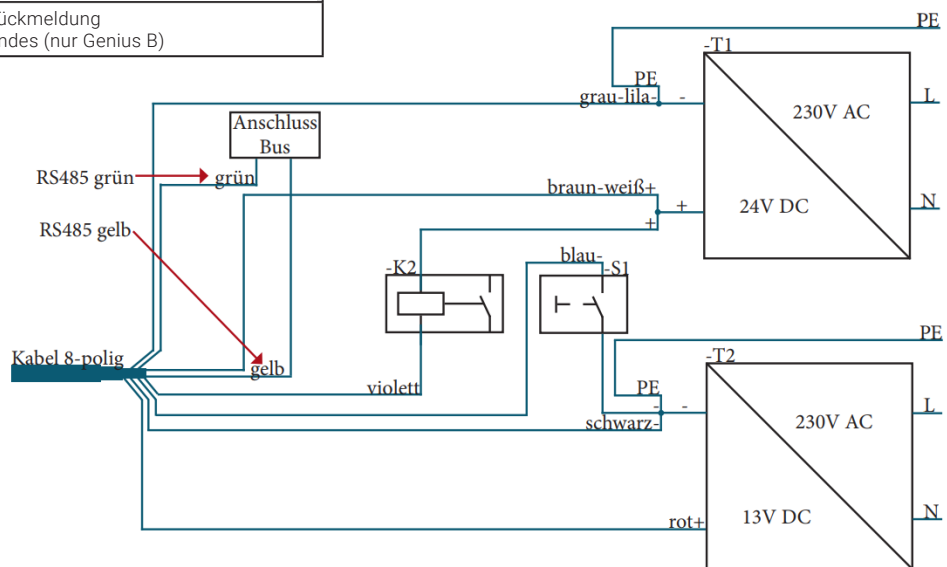 ückmeldung
ndes (nur Genius B)
PE
-T1
PE
grau-lila-
-
L
230V AC
Anschluss
Bus
RS485 grün
grün
braun-weiß+
+
24V DC
N
RS485 gelb
+
blau-
-K2
-S1
PE
Kabel 8-polig
gelb
-T2
violett
PE
-
-
L
schwarz-
230V AC
rot+
13V DC
N